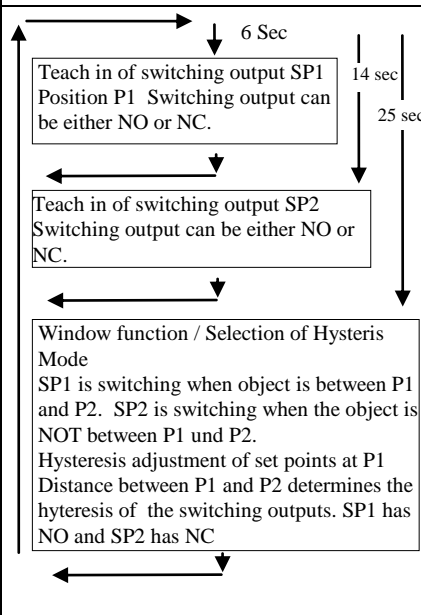 6 Sec
Teach in of switching output SP1
Position P1  Switching output can
be either NO or NC.
14 sec
25 sec
Teach in of switching output SP2
Switching output can be either NO or
NC.
Window function / Selection of Hysteris
Mode
SP1 is switching when object is between P1
and P2.  SP2 is switching when the object is
NOT between P1 und P2.
Hysteresis adjustment of set points at P1
Distance between P1 and P2 determines the
hyteresis of  the switching outputs. SP1 has
NO and SP2 has NC